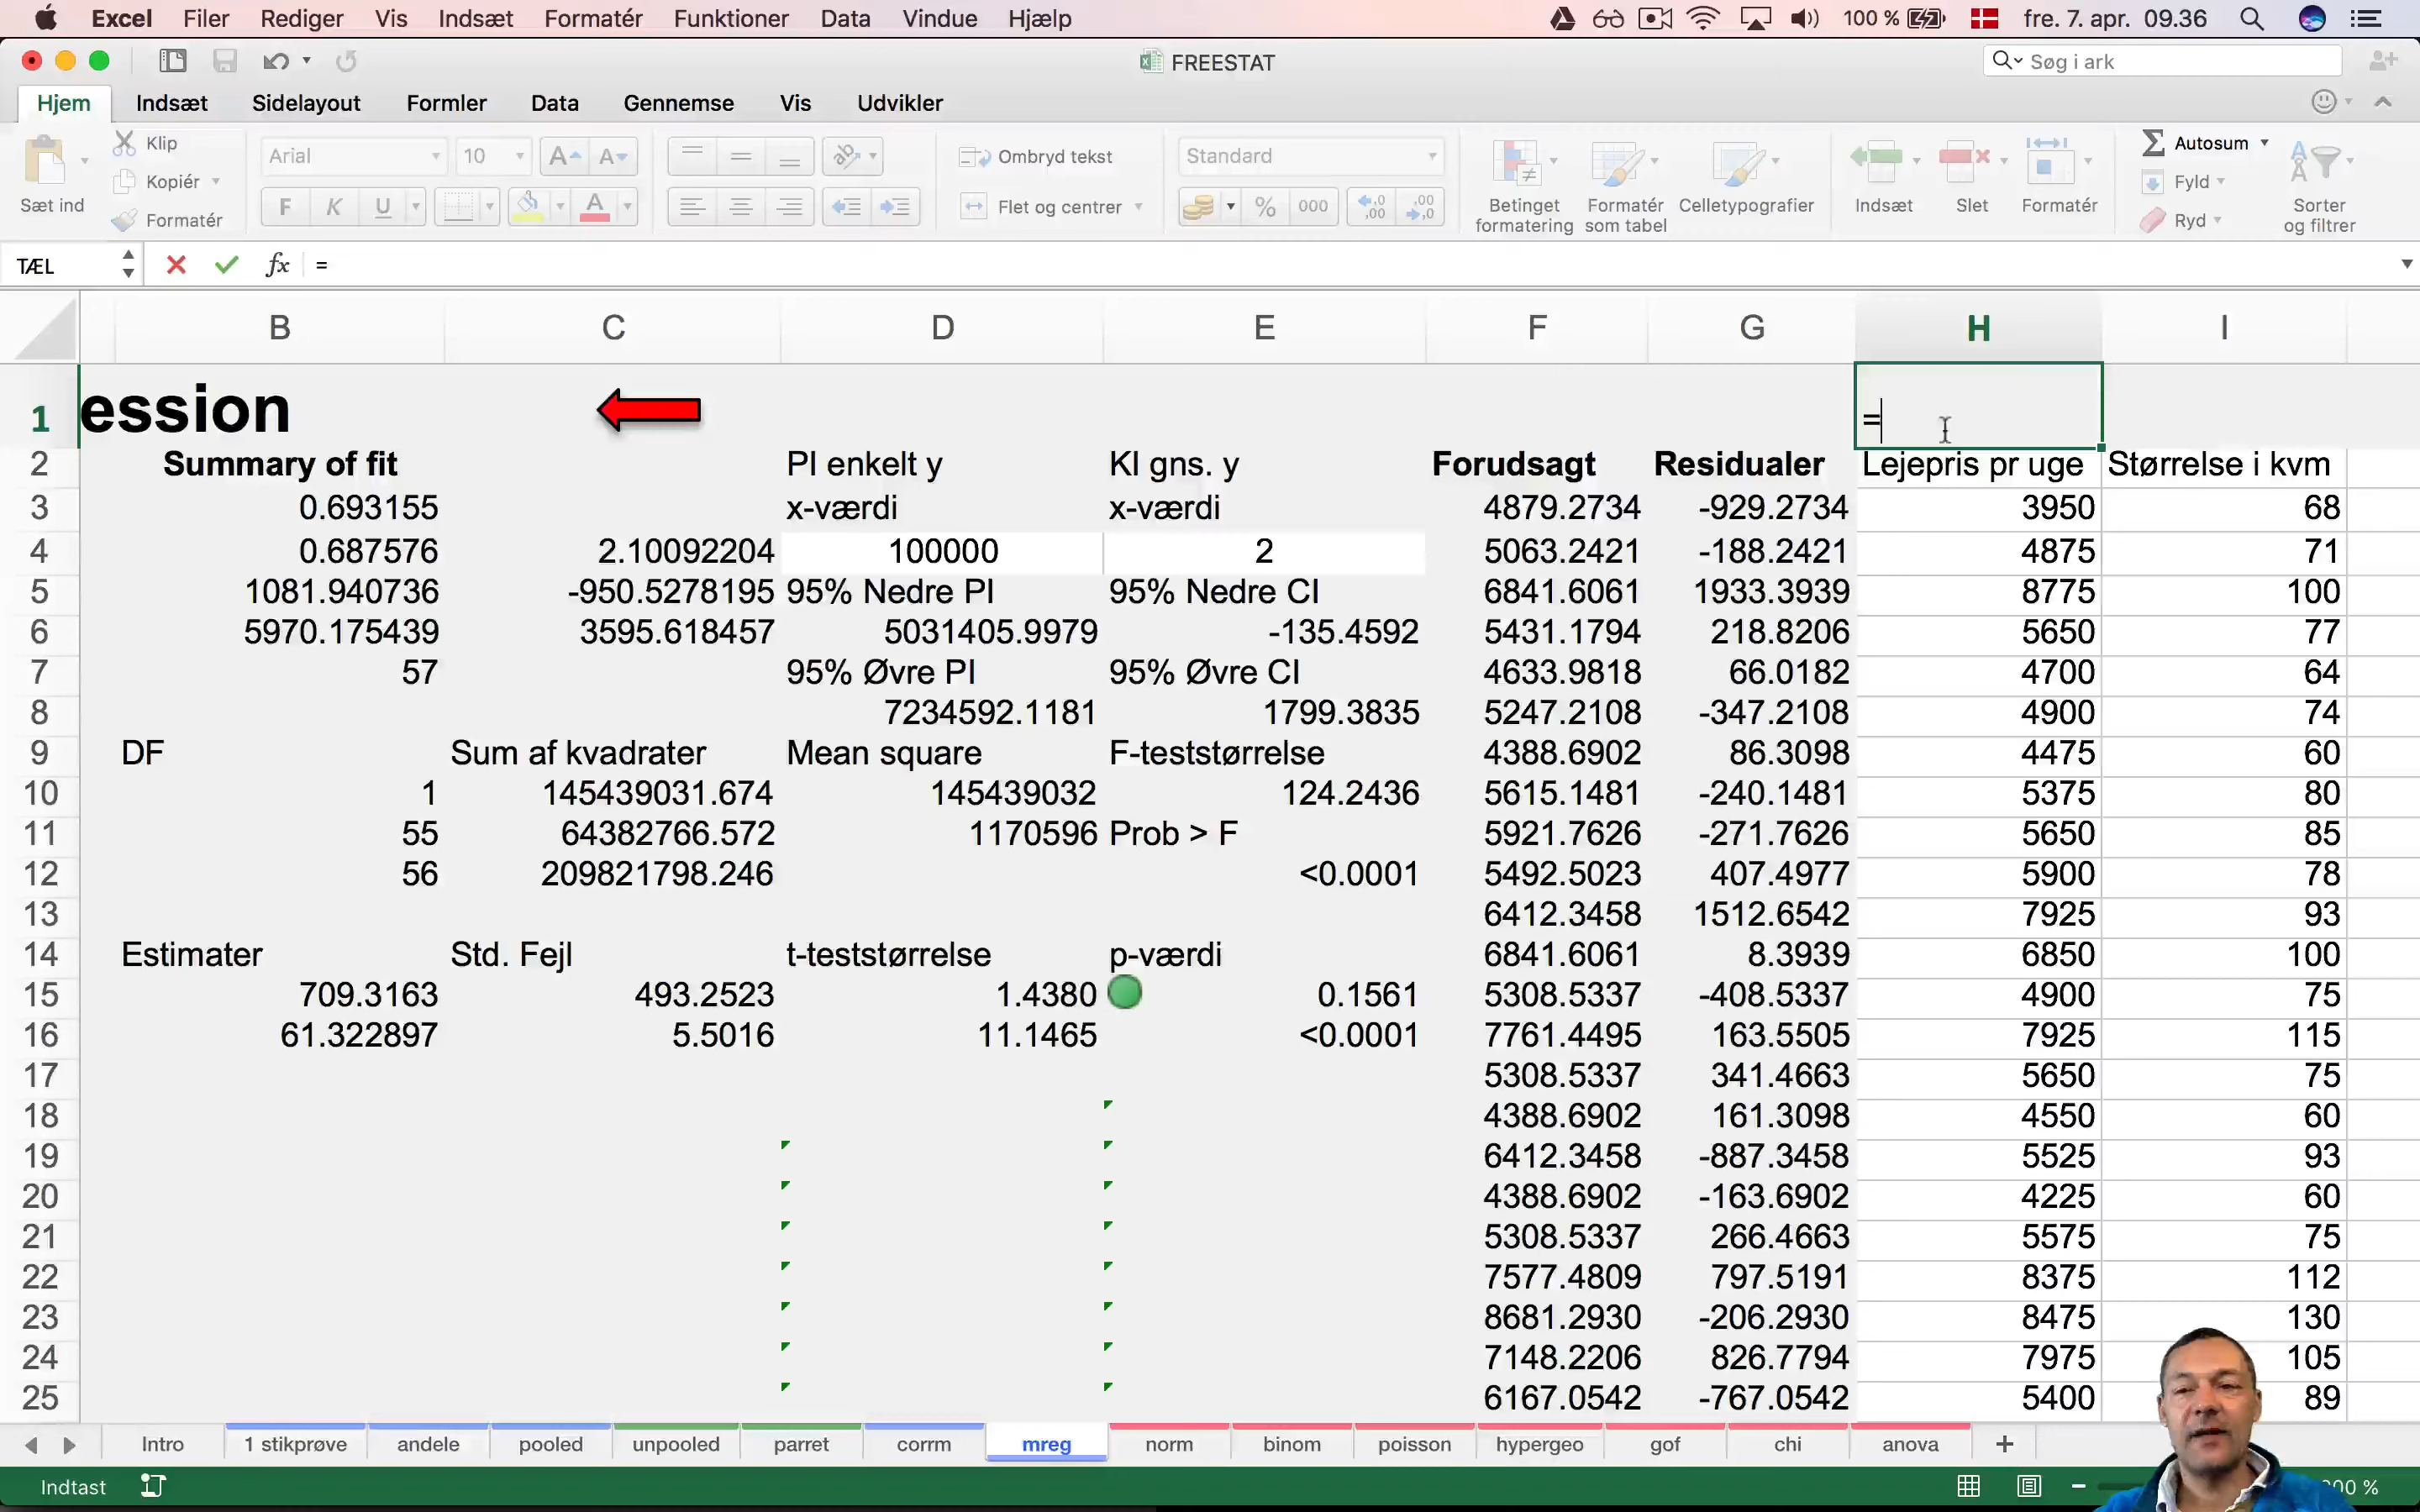 Excel Filer Rediger Vis Indsæt Formatér Funktioner Data Vindue Hjælp 100 % fre. 7. apr. 09.36
FREESTAT
Søg i ark
Hjem Indsæt Sidelayout Formler Data Gennemse Vis Udvikler
Sæt ind
Klip
Kopiér
Formatér
Arial 10 A A
F K U A
Ombryd tekst
Flet og centrer
Standard
% 000 ,0 ,00 ,00 ,0
Betinget formatering
Formatér som tabel
Celletypografier
Indsæt
Slet
Formatér
Autosum
Fyld
Ryd
Sorter og filtrer
TÆL fx =
B C D E F G H I
1 ession =
2 Summary of fit PI enkelt y KI gns. y Forudsagt Residualer Lejepris pr uge Størrelse i kvm
3 0.693155 x-værdi x-værdi 4879.2734 -929.2734 3950 68
4 0.687576 2.10092204 100000 2 5063.2421 -188.2421 4875 71
5 1081.940736 -950.5278195 95% Nedre PI 95% Nedre CI 6841.6061 1933.3939 8775 100
6 5970.175439 3595.618457 5031405.9979 -135.4592 5431.1794 218.8206 5650 77
7 57 95% Øvre PI 95% Øvre CI 4633.9818 66.0182 4700 64
8 7234592.1181 1799.3835 5247.2108 -347.2108 4900 74
9 DF Sum af kvadrater Mean square F-teststørrelse 4388.6902 86.3098 4475 60
10 1 145439031.674 145439032 124.2436 5615.1481 -240.1481 5375 80
11 55 64382766.572 1170596 Prob > F 5921.7626 -271.7626 5650 85
12 56 209821798.246 <0.0001 5492.5023 407.4977 5900 78
13 6412.3458 1512.6542 7925 93
14 Estimater Std. Fejl t-teststørrelse p-værdi 6841.6061 8.3939 6850 100
15 709.3163 493.2523 1.4380 0.1561 5308.5337 -408.5337 4900 75
16 61.322897 5.5016 11.1465 <0.0001 7761.4495 163.5505 7925 115
17 5308.5337 341.4663 5650 75
18 4388.6902 161.3098 4550 60
19 6412.3458 -887.3458 5525 93
20 4388.6902 -163.6902 4225 60
21 5308.5337 266.4663 5575 75
22 7577.4809 797.5191 8375 112
23 8681.2930 -206.2930 8475 130
24 7148.2206 826.7794 7975 105
25 6167.0542 -767.0542 5400 89
Intro 1 stikprøve andele pooled unpooled parret corrm mreg norm binom poisson hypergeo gof chi anova +
Indtast